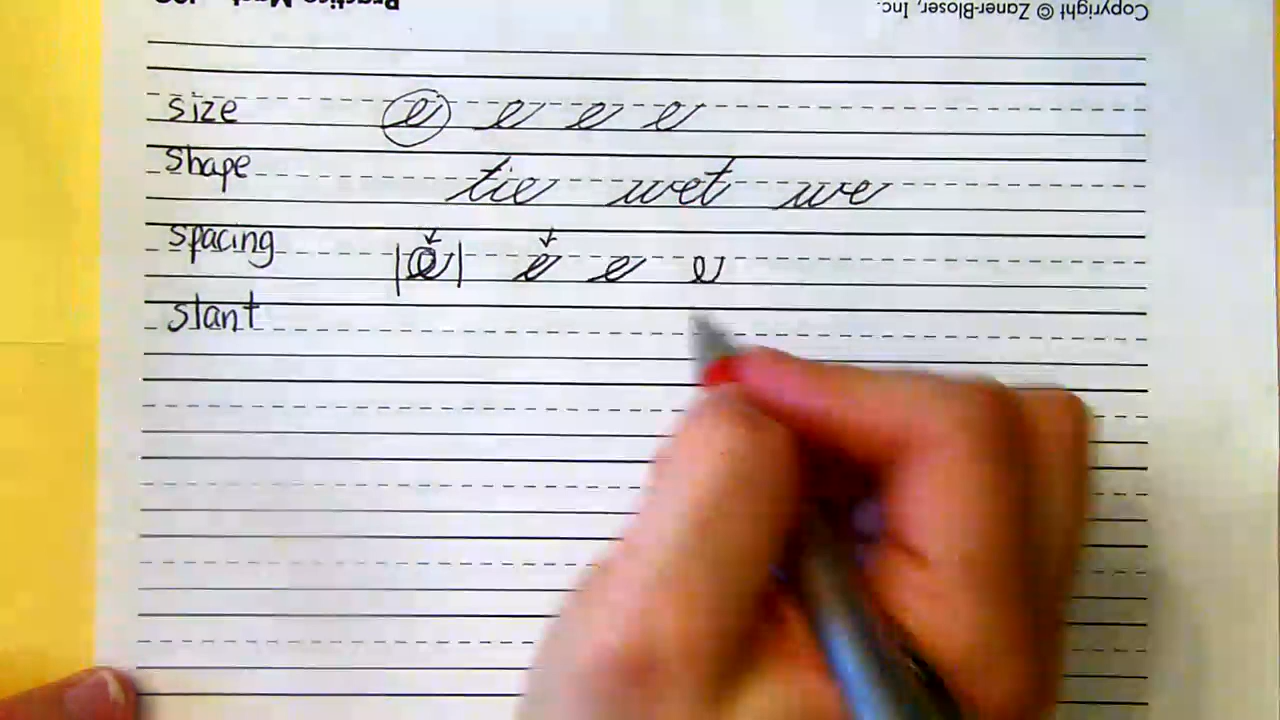 Copyright © Zaner-Bloser, Inc.
size e e e e
shape tie wet we
spacing e e e e
slant